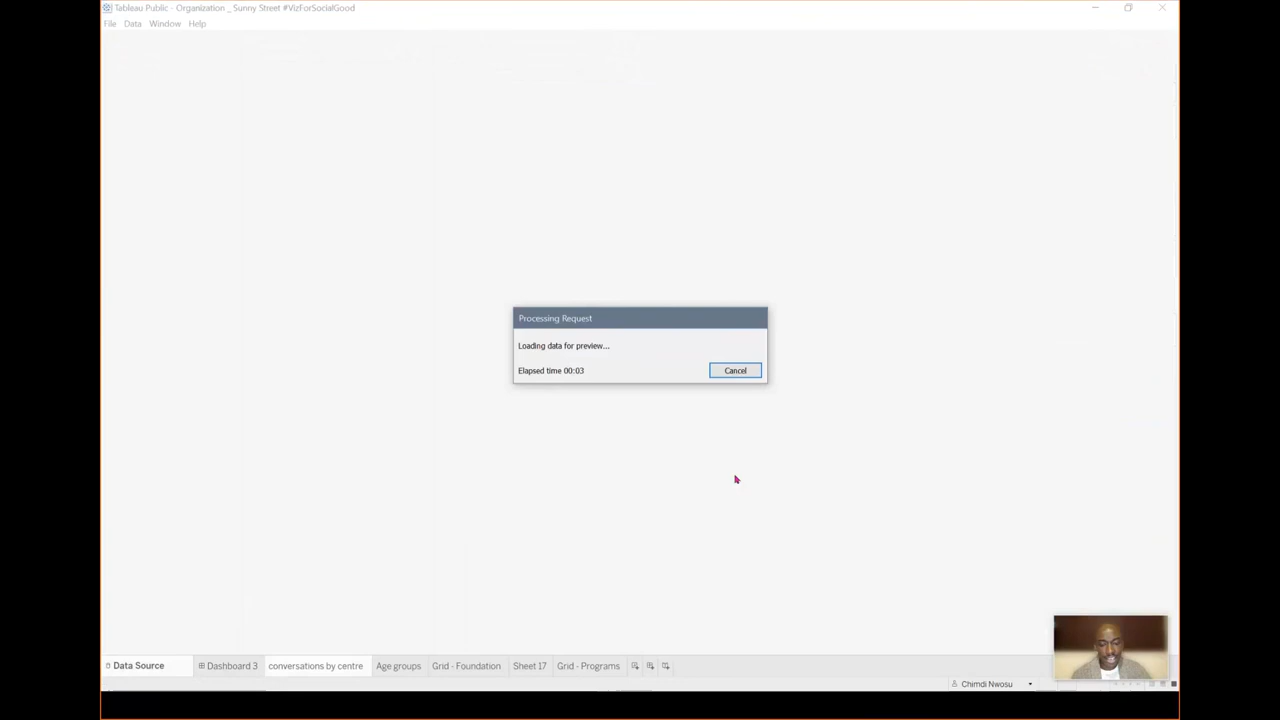 Tableau Public - Organization _ Sunny Street #VizForSocialGood
File Data Window Help
Processing Request
Loading data for preview...
Elapsed time 00:03 Cancel
Data Source Dashboard 3 conversations by centre Age groups Grid - Foundation Sheet 17 Grid - Programs
Chimdi Nwosu